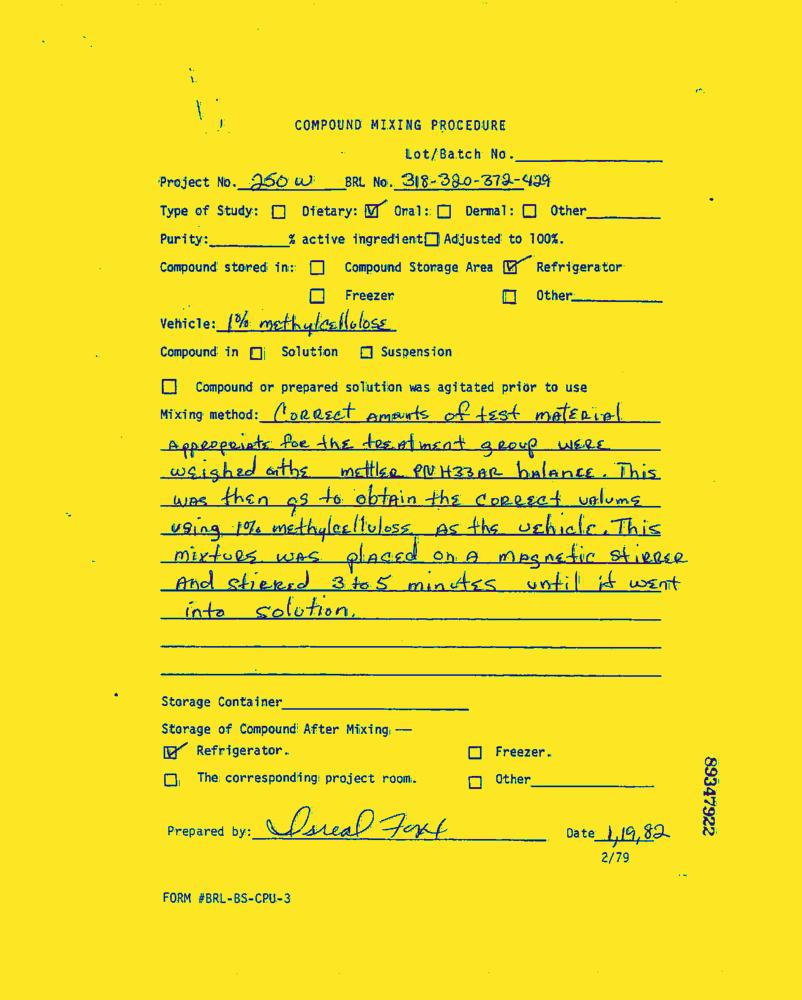 COMPOUND MIXING PROCEDURE
Lot/Batch No.
Project No. 250 W BRL No. 318-320-372-429
Type of Study: ☐ Dietary: ☑ Oral: ☐ Dermal: ☐ Other
Purity: % active ingredient ☐ Adjusted to 100%.
Compound stored in: ☐ Compound Storage Area ☑ Refrigerator
☐ Freezer ☐ Other
Vehicle: 1% methylcellulose
Compound in ☐ Solution ☐ Suspension
☐ Compound or prepared solution was agitated prior to use
Mixing method: Correct amounts of test material
appropriate for the treatment group were
weighed mettler balance. This
was then qs to obtain the correct volume
using 1% methylcellulose as the vehicle. This
mixture was placed on a magnetic stirrer
and stirred 3 to 5 minutes until it went
into solution.
Storage Container
Storage of Compound After Mixing —
☑ Refrigerator. ☐ Freezer.
☐ The corresponding project room. ☐ Other
Prepared by: Date 1,19,82
2/79
FORM #BRL-BS-CPU-3
89347922